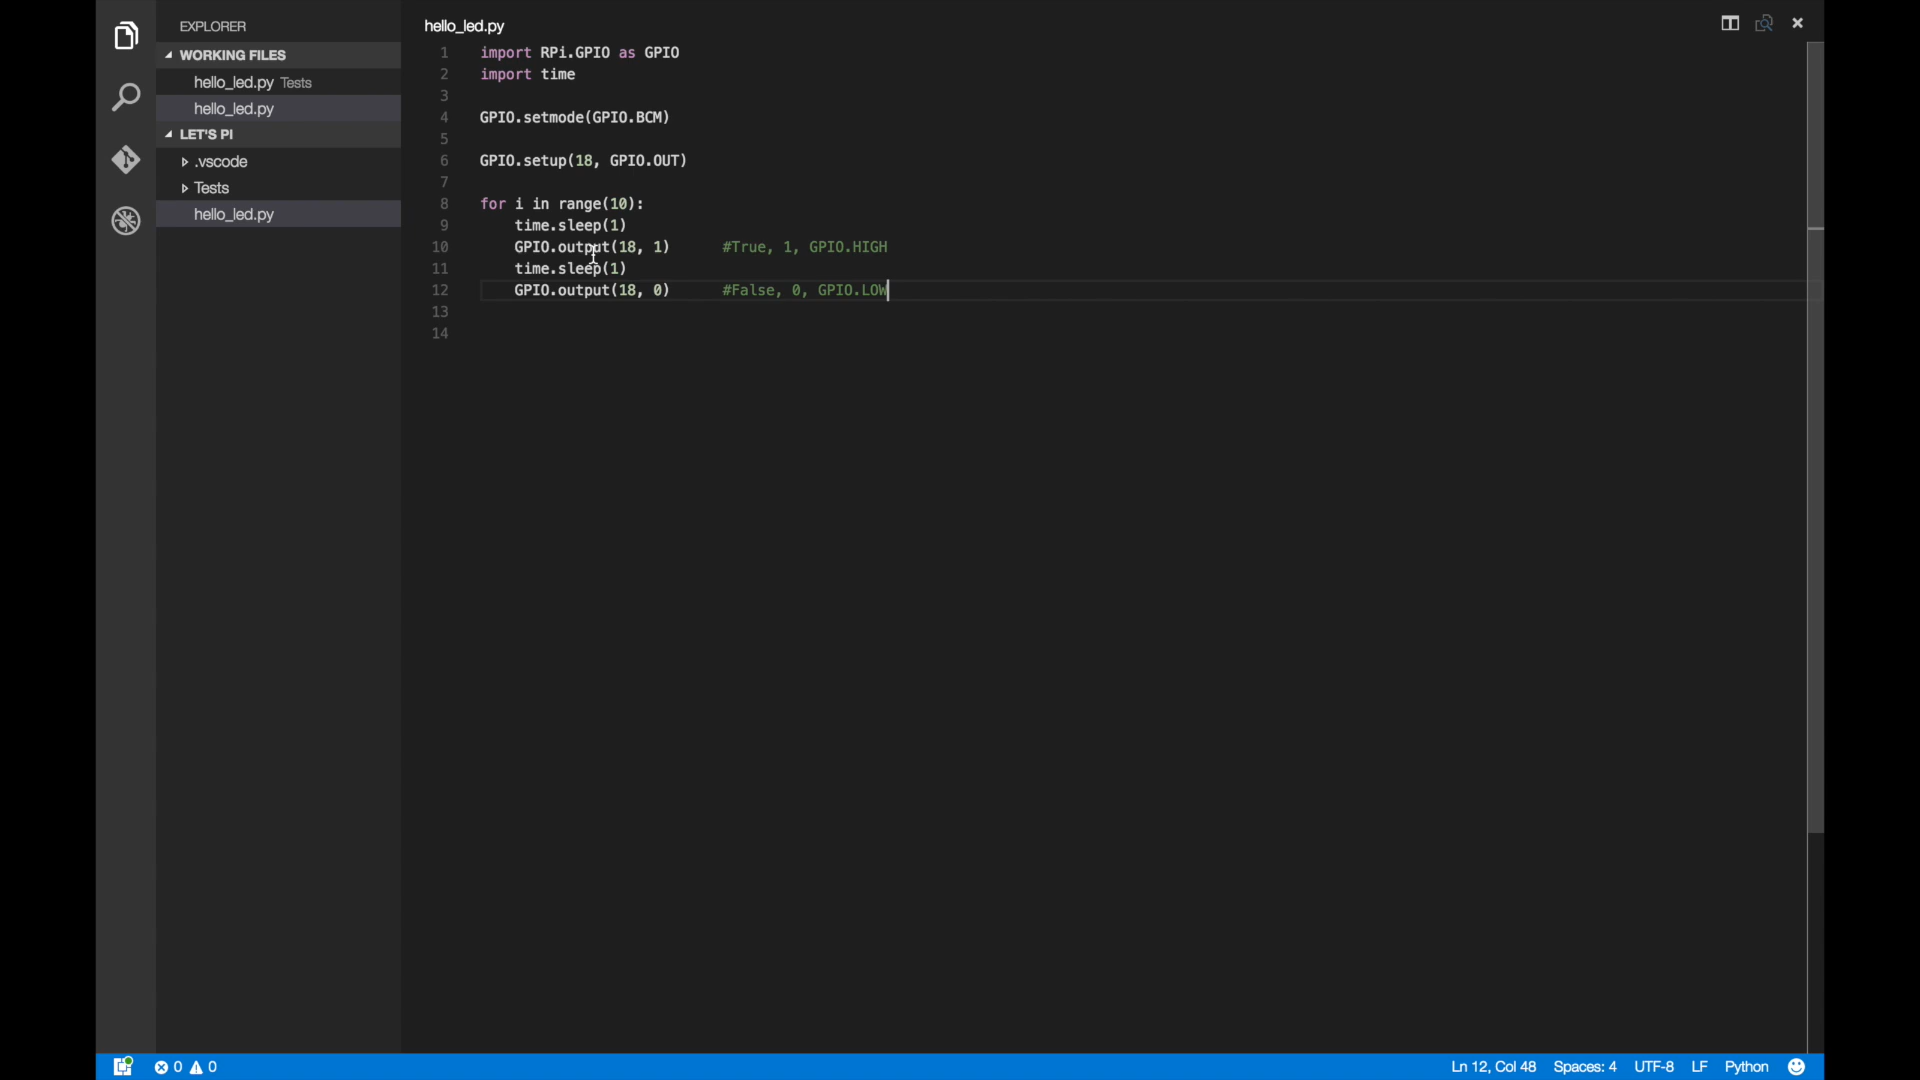 EXPLORER
WORKING FILES
hello_led.py Tests
hello_led.py
LET'S PI
.vscode
Tests
hello_led.py
hello_led.py
1 import RPi.GPIO as GPIO
2 import time
3
4 GPIO.setmode(GPIO.BCM)
5
6 GPIO.setup(18, GPIO.OUT)
7
8 for i in range(10):
9     time.sleep(1)
10     GPIO.output(18, 1)      #True, 1, GPIO.HIGH
11     time.sleep(1)
12     GPIO.output(18, 0)      #False, 0, GPIO.LOW
13
14
0 0 Ln 12, Col 48 Spaces: 4 UTF-8 LF Python